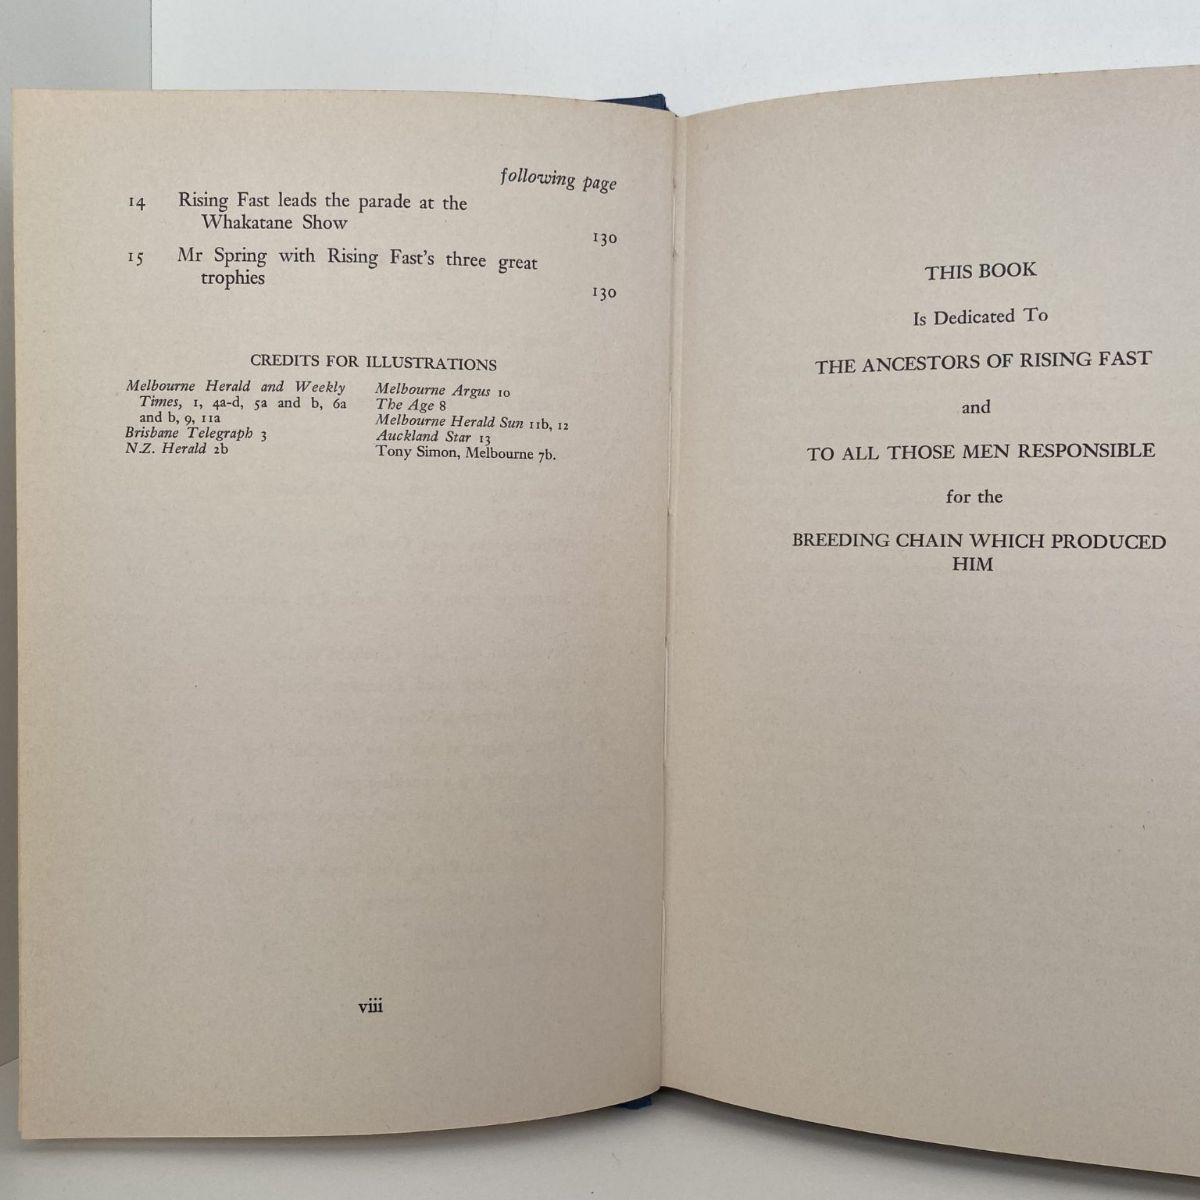 following page
14 Rising Fast leads the parade at the
Whakatane Show
130
15 Mr Spring with Rising Fast's three great
trophies
130
CREDITS FOR ILLUSTRATIONS
Melbourne Herald and Weekly
Times, 1, 4a-d, 5a and b, 6a
and b, 9, 11a
Brisbane Telegraph 3
N.Z. Herald 2b
Melbourne Argus 10
The Age 8
Melbourne Herald Sun 11b, 12
Auckland Star 13
Tony Simon, Melbourne 7b.
viii
THIS BOOK
Is Dedicated To
THE ANCESTORS OF RISING FAST
and
TO ALL THOSE MEN RESPONSIBLE
for the
BREEDING CHAIN WHICH PRODUCED
HIM